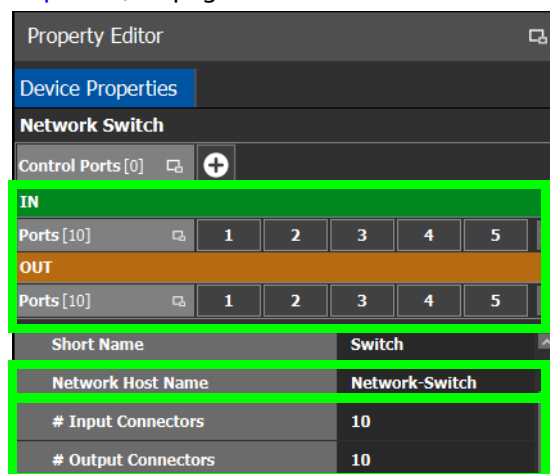 Property Editor
Device Properties
Network Switch
Control Ports [0]
IN
Ports [10] 1 2 3 4 5
OUT
Ports [10] 1 2 3 4 5
Short Name Switch
Network Host Name Network-Switch
# Input Connectors 10
# Output Connectors 10